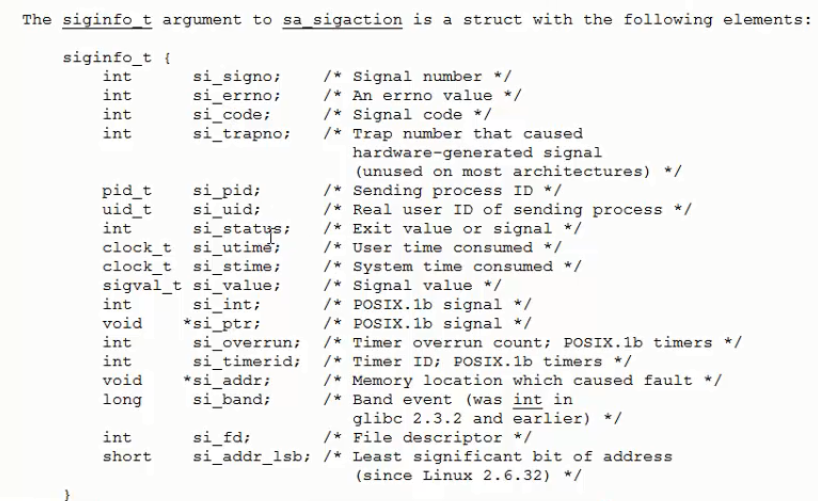 The siginfo_t argument to sa_sigaction is a struct with the following elements:
siginfo_t {
int si_signo; /* Signal number */
int si_errno; /* An errno value */
int si_code; /* Signal code */
int si_trapno; /* Trap number that caused
hardware-generated signal
(unused on most architectures) */
pid_t si_pid; /* Sending process ID */
uid_t si_uid; /* Real user ID of sending process */
int si_status; /* Exit value or signal */
clock_t si_utime; /* User time consumed */
clock_t si_stime; /* System time consumed */
sigval_t si_value; /* Signal value */
int si_int; /* POSIX.1b signal */
void *si_ptr; /* POSIX.1b signal */
int si_overrun; /* Timer overrun count; POSIX.1b timers */
int si_timerid; /* Timer ID; POSIX.1b timers */
void *si_addr; /* Memory location which caused fault */
long si_band; /* Band event (was int in
glibc 2.3.2 and earlier) */
int si_fd; /* File descriptor */
short si_addr_lsb; /* Least significant bit of address
(since Linux 2.6.32) */
}